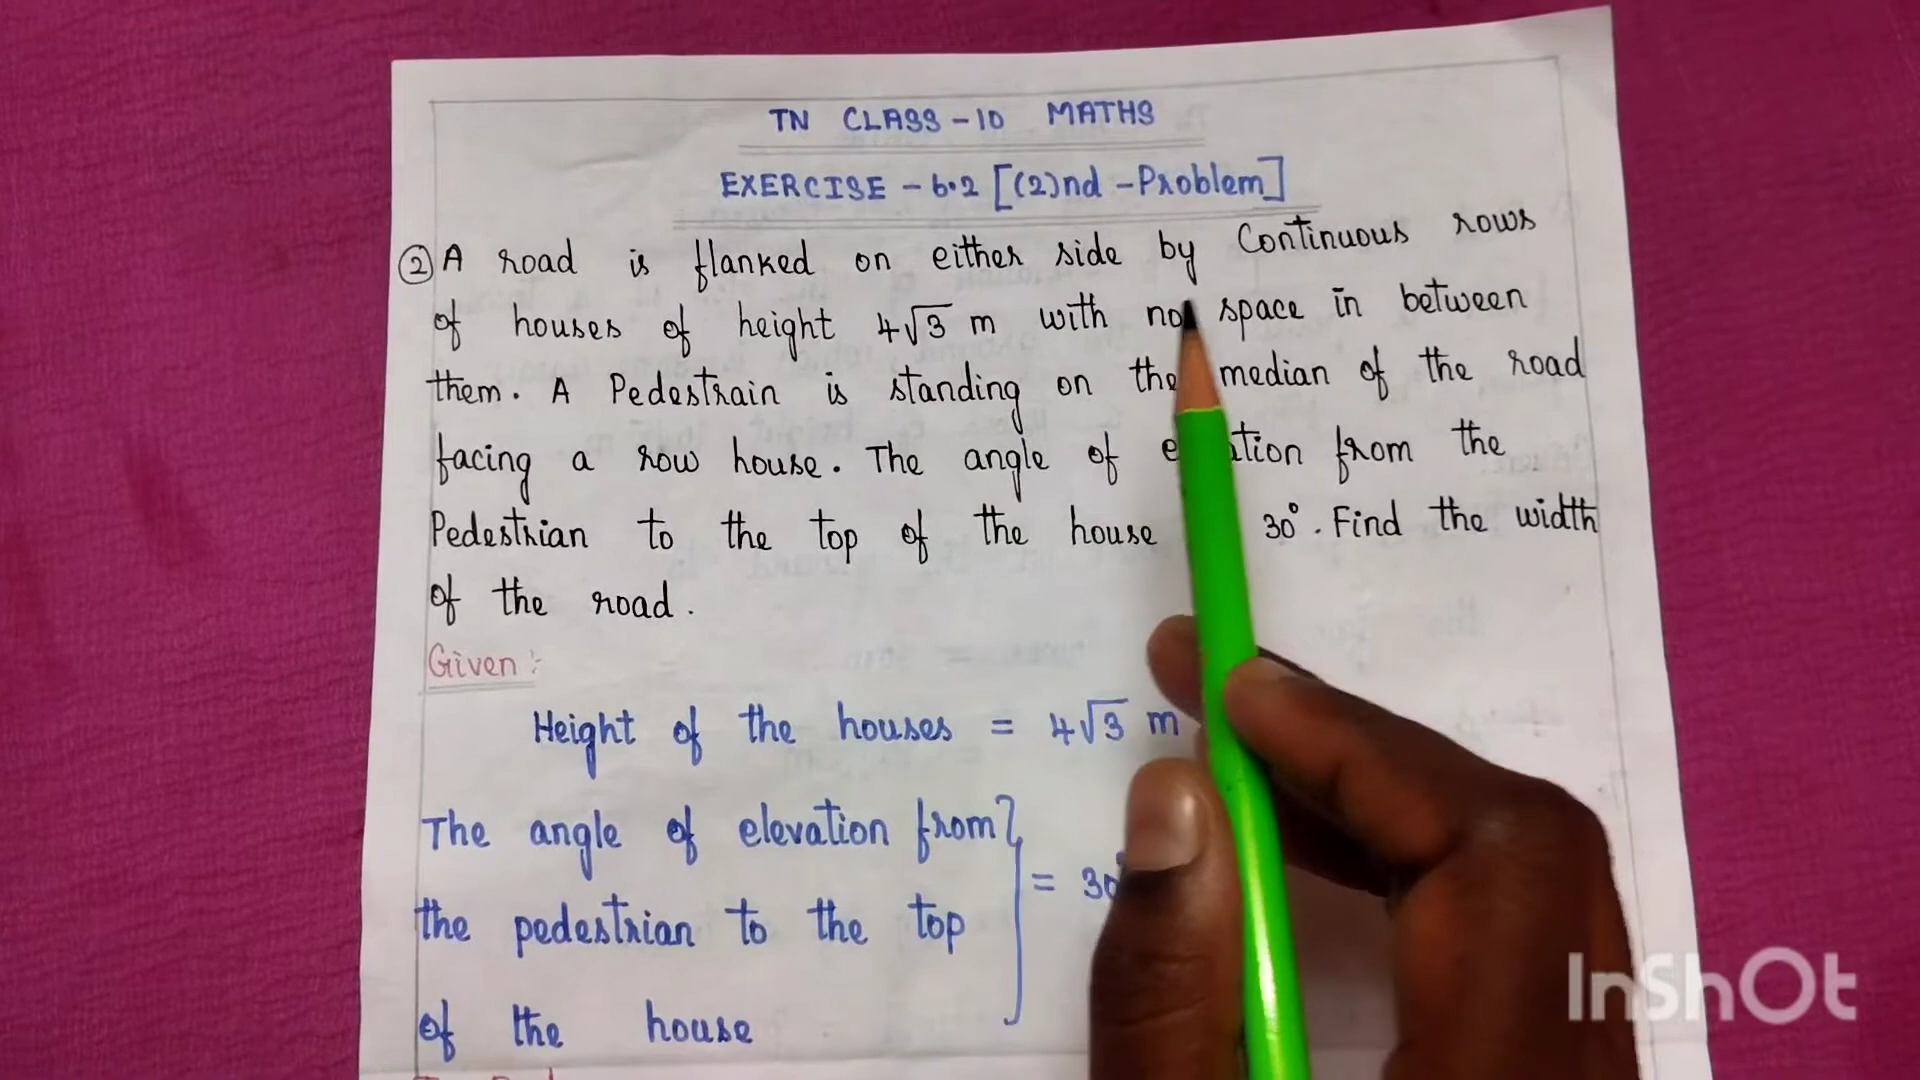 TN CLASS-10 MATHS
EXERCISE - 6.2 [(2)nd - Problem]
② A road is flanked on either side by Continuous rows
of houses of height 4√3 m with no space in between
them. A Pedestrain is standing on the median of the road
facing a row house. The angle of from the
Pedestrian to the top of the house 30°. Find the width
of the road.
Given :-
Height of the houses = 4√3 m
The angle of elevation from
the pedestrian to the top
of the house } = 30°
InShOt